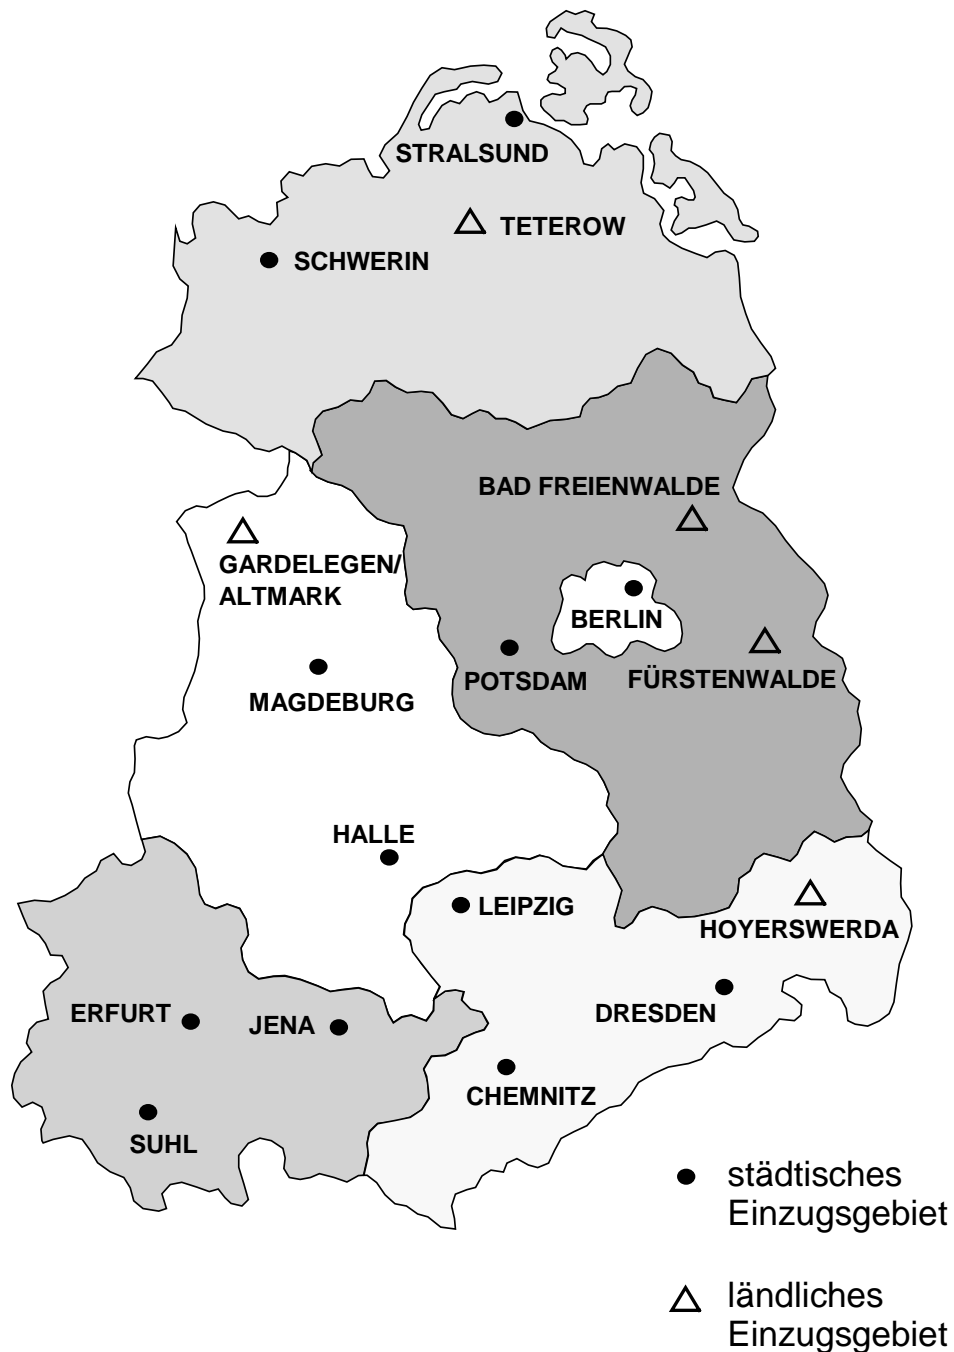 STRALSUND
TETEROW
SCHWERIN
BAD FREIENWALDE
GARDELEGEN/
ALTMARK
BERLIN
POTSDAM
FÜRSTENWALDE
MAGDEBURG
HALLE
LEIPZIG
HOYERSWERDA
ERFURT
JENA
DRESDEN
CHEMNITZ
SUHL
städtisches
Einzugsgebiet
ländliches
Einzugsgebiet